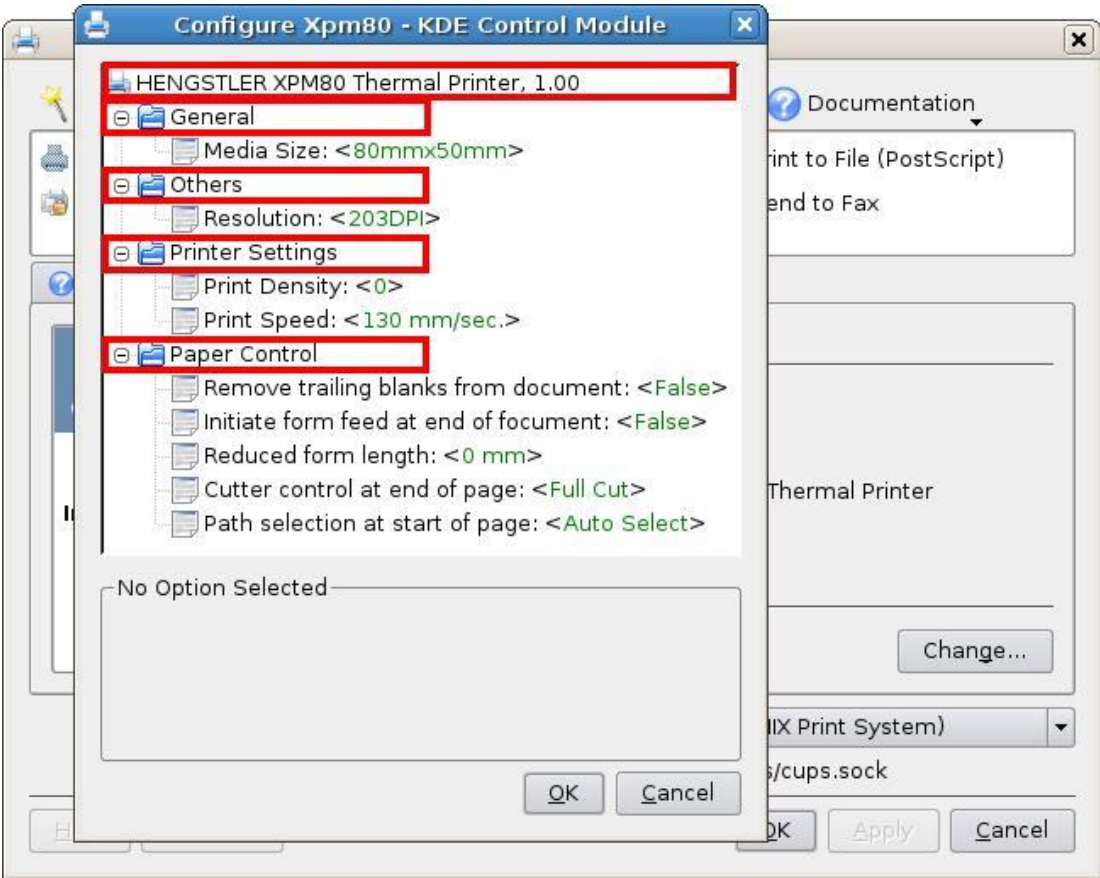 Configure Xpm80 - KDE Control Module
HENGSTLER XPM80 Thermal Printer, 1.00
General
Media Size: <80mmx50mm>
Others
Resolution: <203DPI>
Printer Settings
Print Density: <0>
Print Speed: <130 mm/sec.>
Paper Control
Remove trailing blanks from document: <False>
Initiate form feed at end of focument: <False>
Reduced form length: <0 mm>
Cutter control at end of page: <Full Cut>
Path selection at start of page: <Auto Select>
No Option Selected
OK
Cancel
Documentation
rint to File (PostScript)
end to Fax
Thermal Printer
Change...
IX Print System)
s/cups.sock
OK
Apply
Cancel